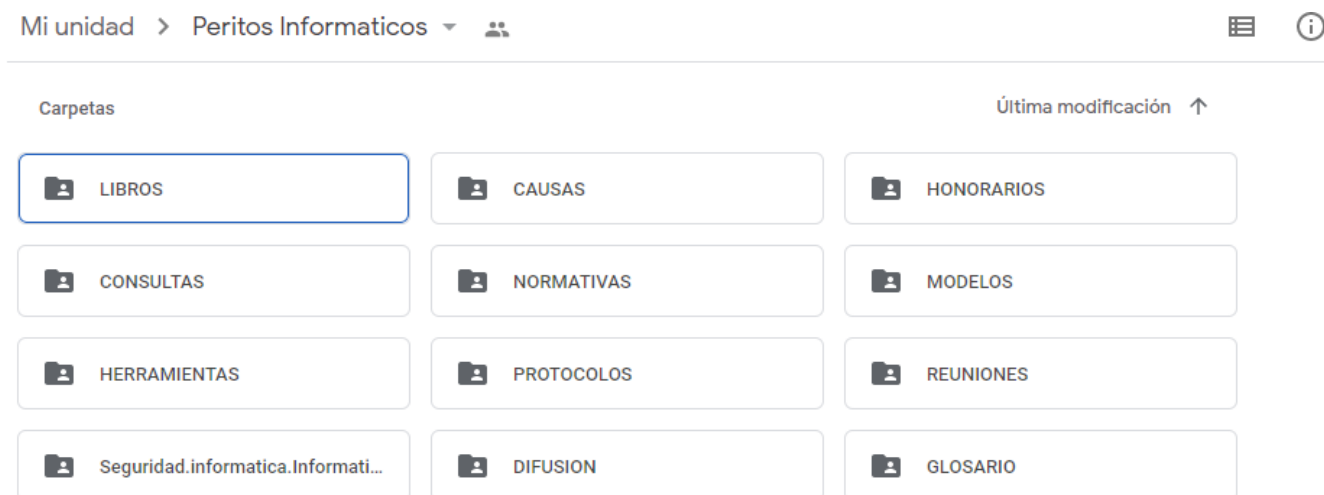 Mi unidad > Peritos Informaticos
Carpetas
Última modificación ↑
LIBROS
CAUSAS
HONORARIOS
CONSULTAS
NORMATIVAS
MODELOS
HERRAMIENTAS
PROTOCOLOS
REUNIONES
Seguridad.informatica.Informati...
DIFUSION
GLOSARIO